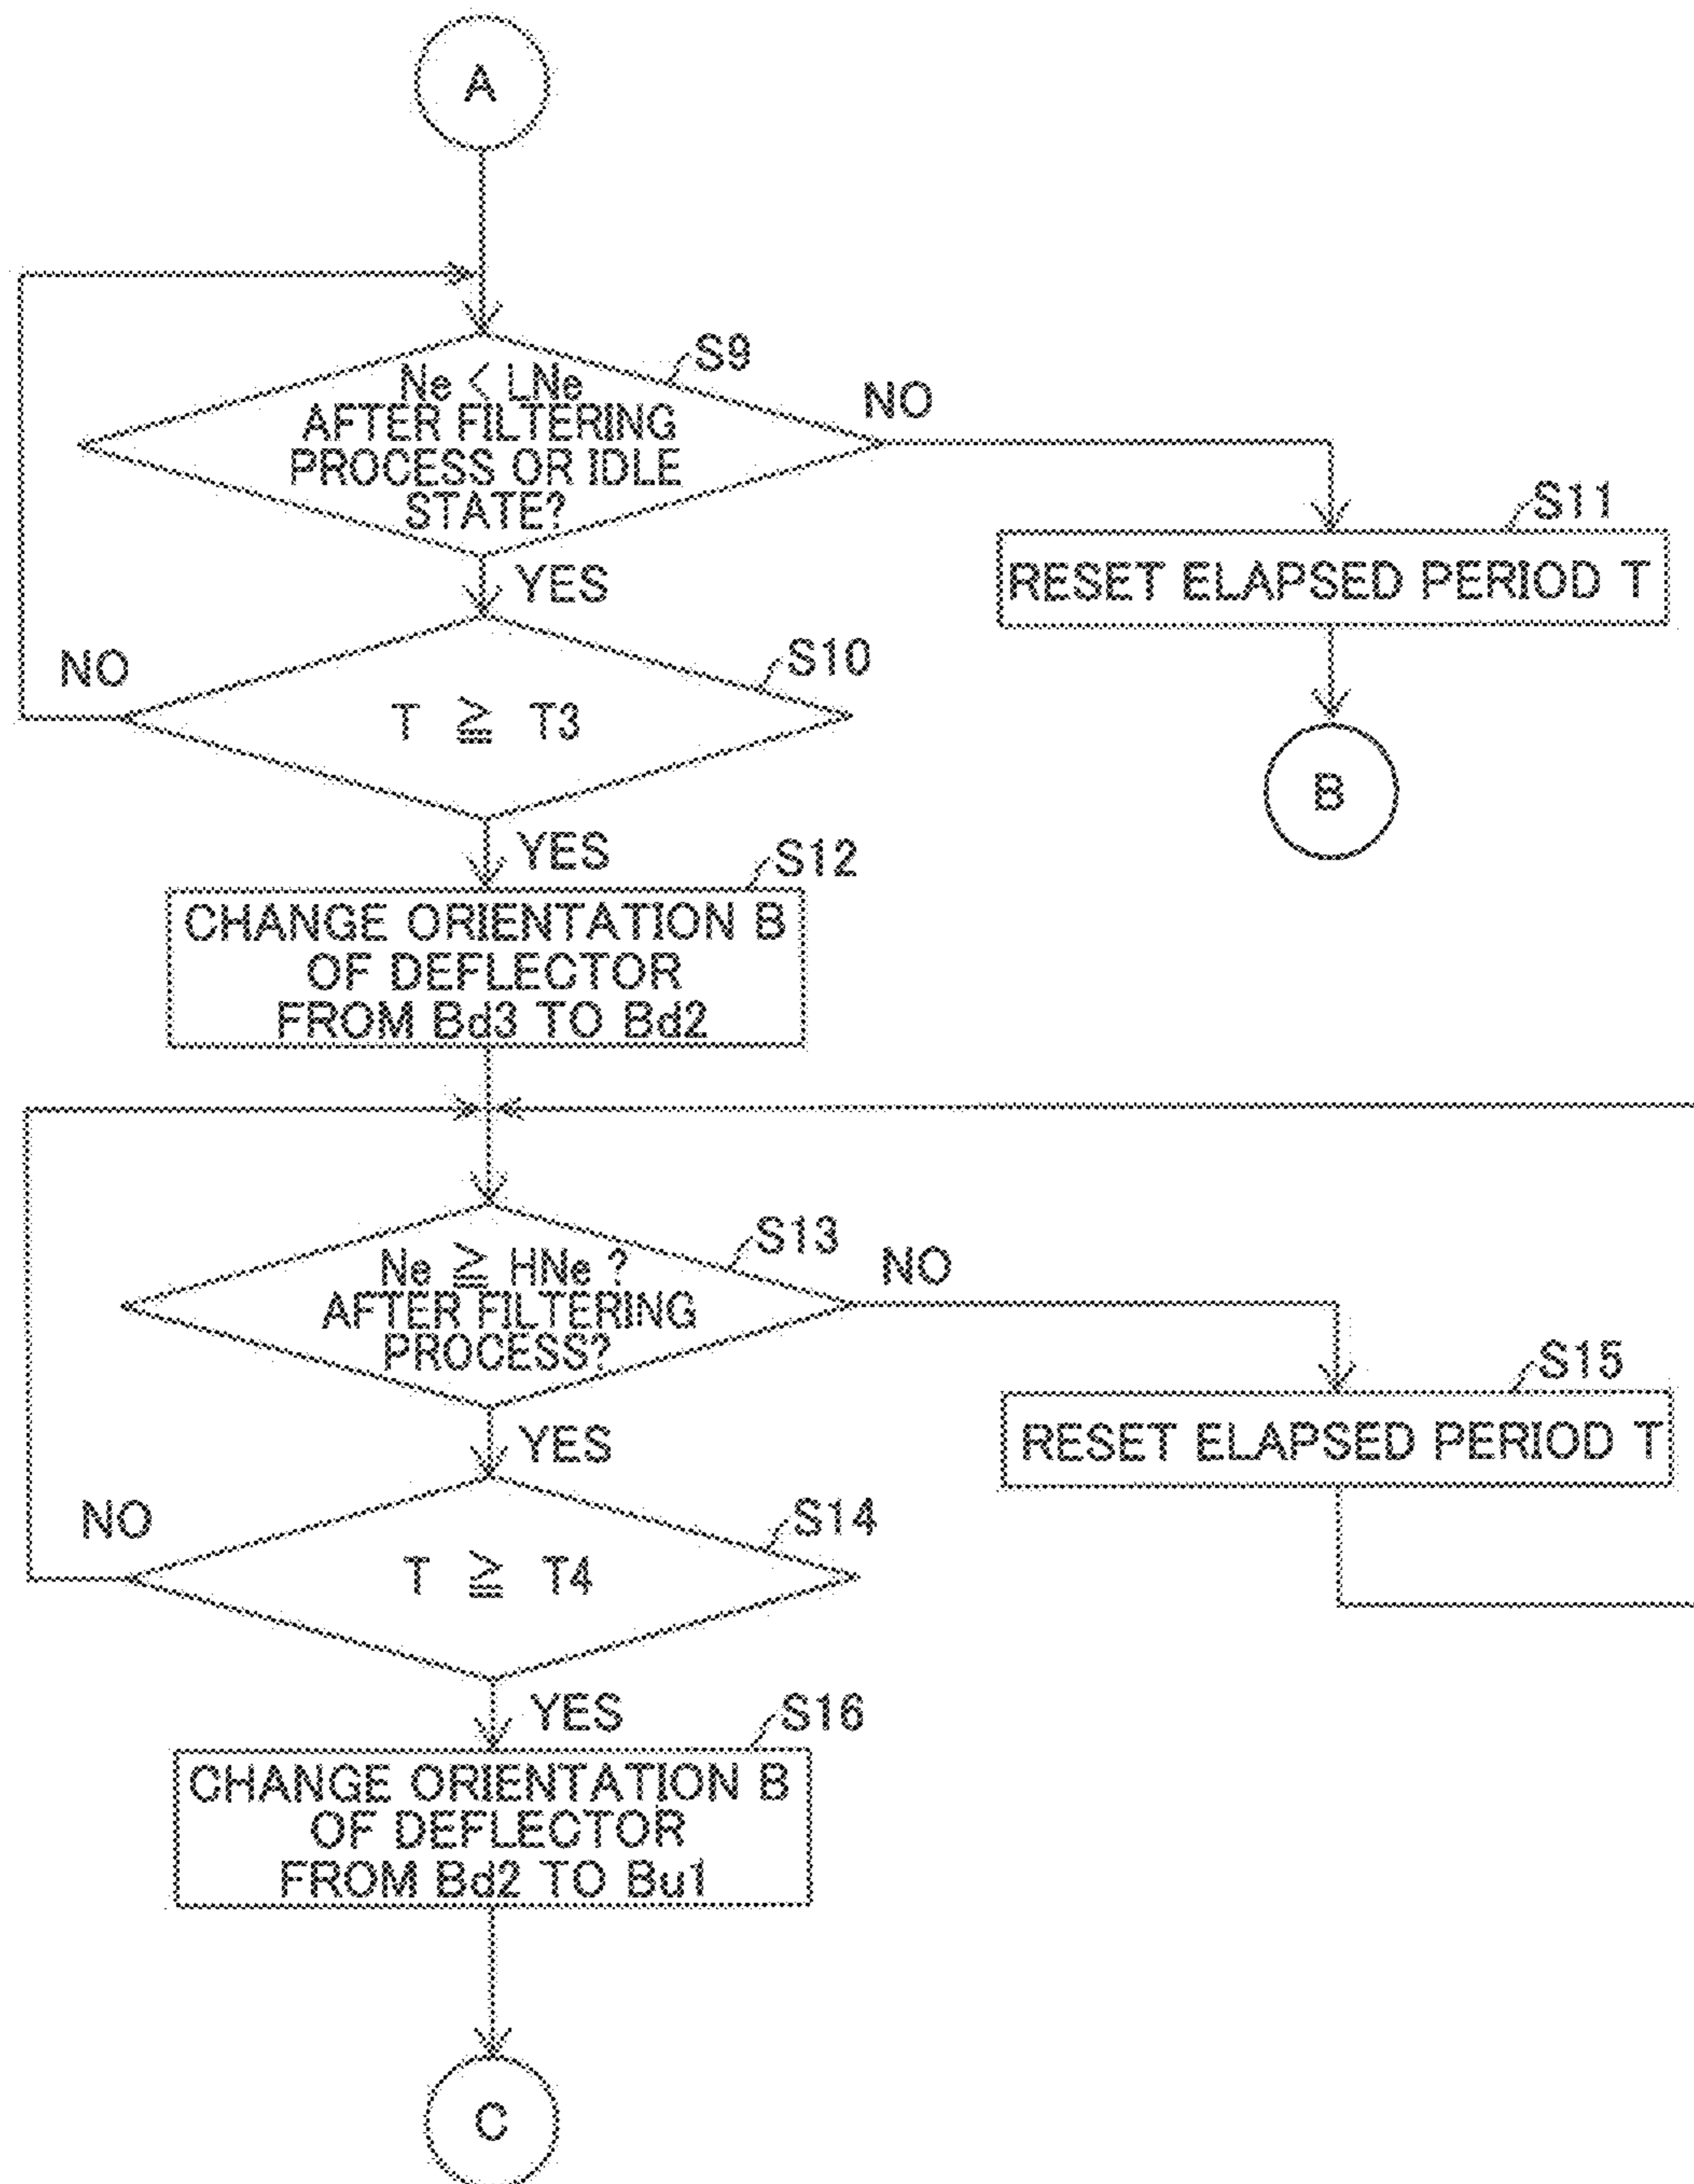 A
S9
Ne < LNe
AFTER FILTERING
PROCESS OR IDLE
STATE?
NO
YES
S11
RESET ELAPSED PERIOD T
B
S10
NO
T ≧ T3
YES
S12
CHANGE ORIENTATION B
OF DEFLECTOR
FROM Bd3 TO Bd2
S13
Ne ≧ HNe ?
AFTER FILTERING
PROCESS?
NO
YES
S15
RESET ELAPSED PERIOD T
S14
NO
T ≧ T4
YES
S16
CHANGE ORIENTATION B
OF DEFLECTOR
FROM Bd2 TO Bu1
C